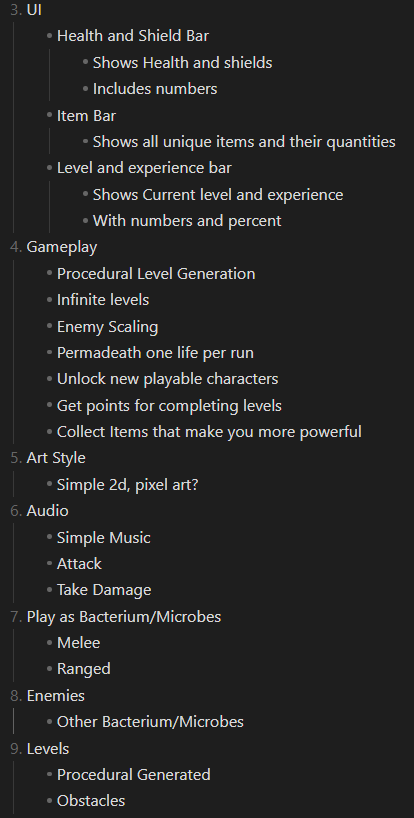 3. UI
• Health and Shield Bar
• Shows Health and shields
• Includes numbers
• Item Bar
• Shows all unique items and their quantities
• Level and experience bar
• Shows Current level and experience
• With numbers and percent
4. Gameplay
• Procedural Level Generation
• Infinite levels
• Enemy Scaling
• Permadeath one life per run
• Unlock new playable characters
• Get points for completing levels
• Collect Items that make you more powerful
5. Art Style
• Simple 2d, pixel art?
6. Audio
• Simple Music
• Attack
• Take Damage
7. Play as Bacterium/Microbes
• Melee
• Ranged
8. Enemies
• Other Bacterium/Microbes
9. Levels
• Procedural Generated
• Obstacles